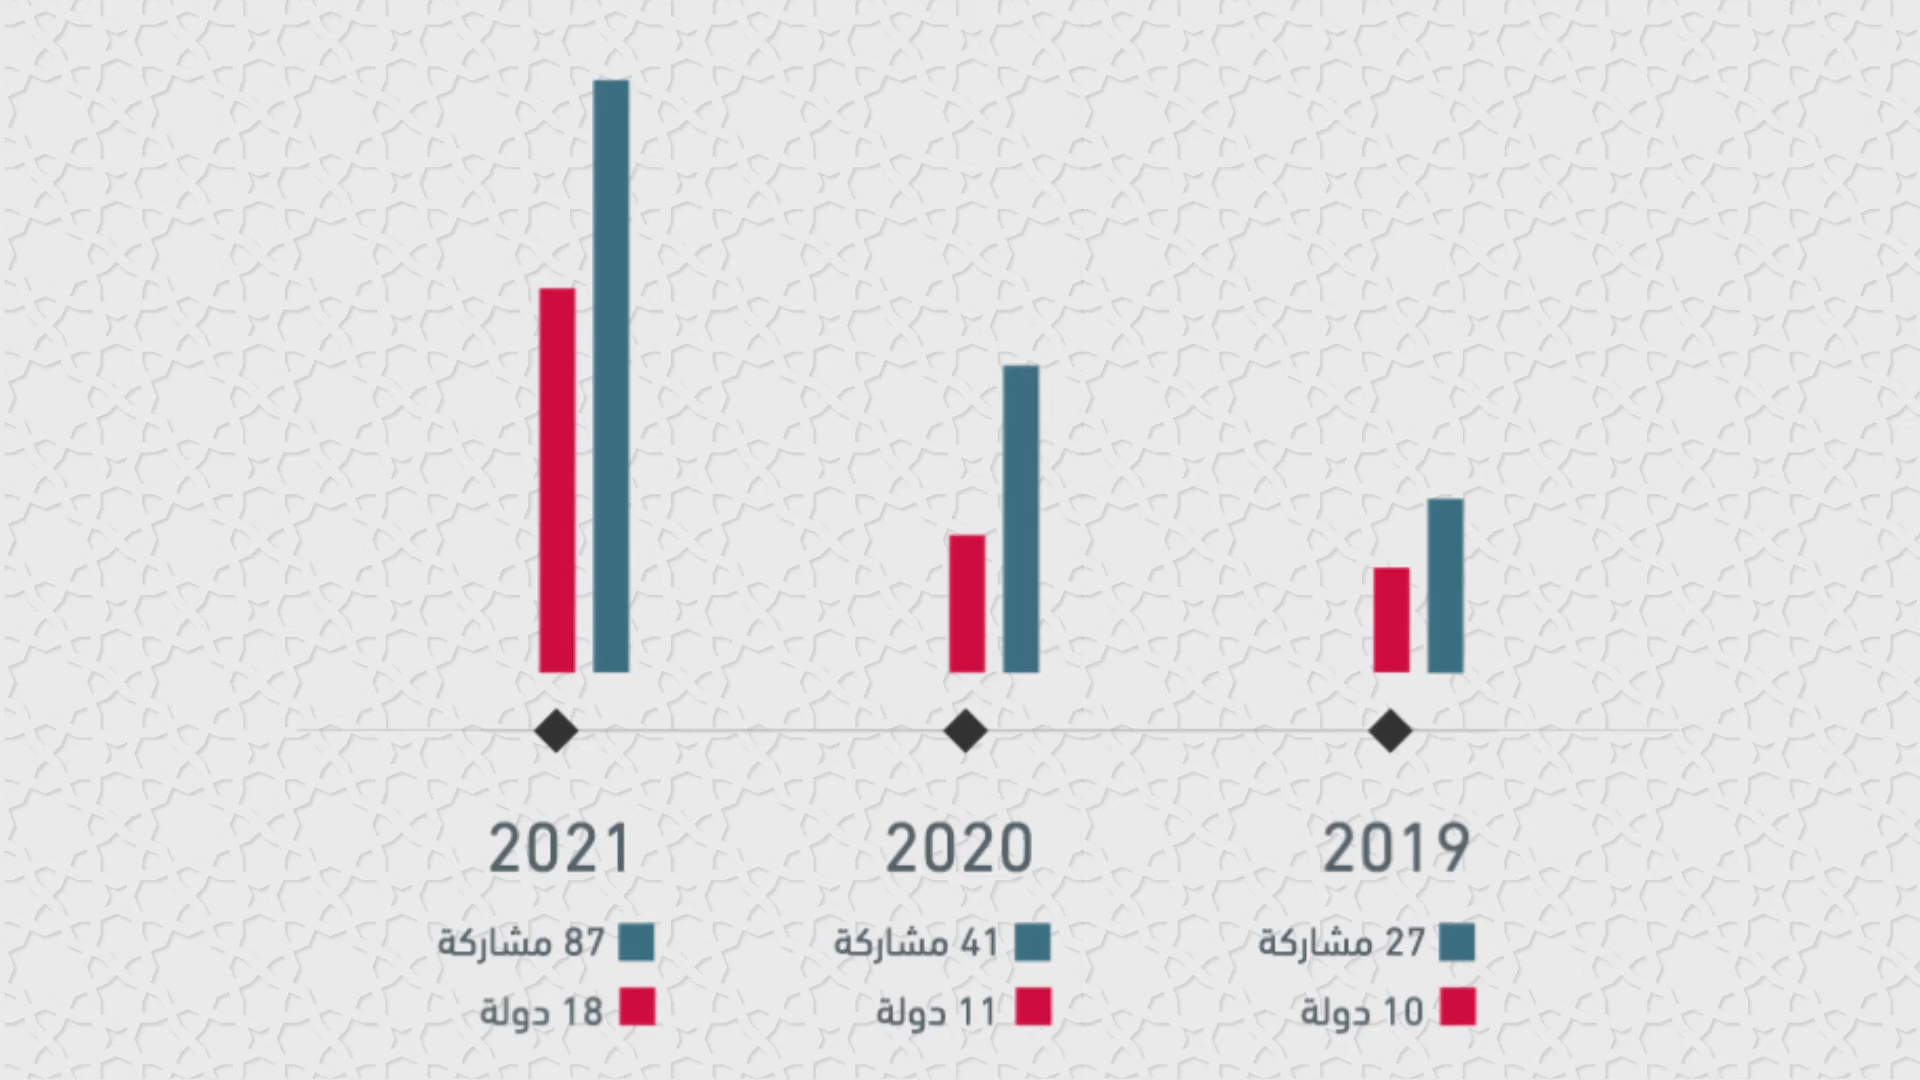 2019
27 مشاركة
10 دولة
2020
41 مشاركة
11 دولة
2021
87 مشاركة
18 دولة